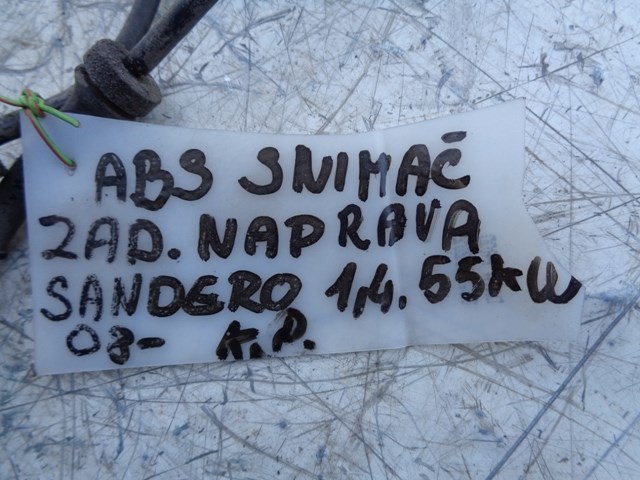 ABS SNIMAČ
ZAD. NAPRAVA
SANDERO 1,4. 55kW
08- A.P.